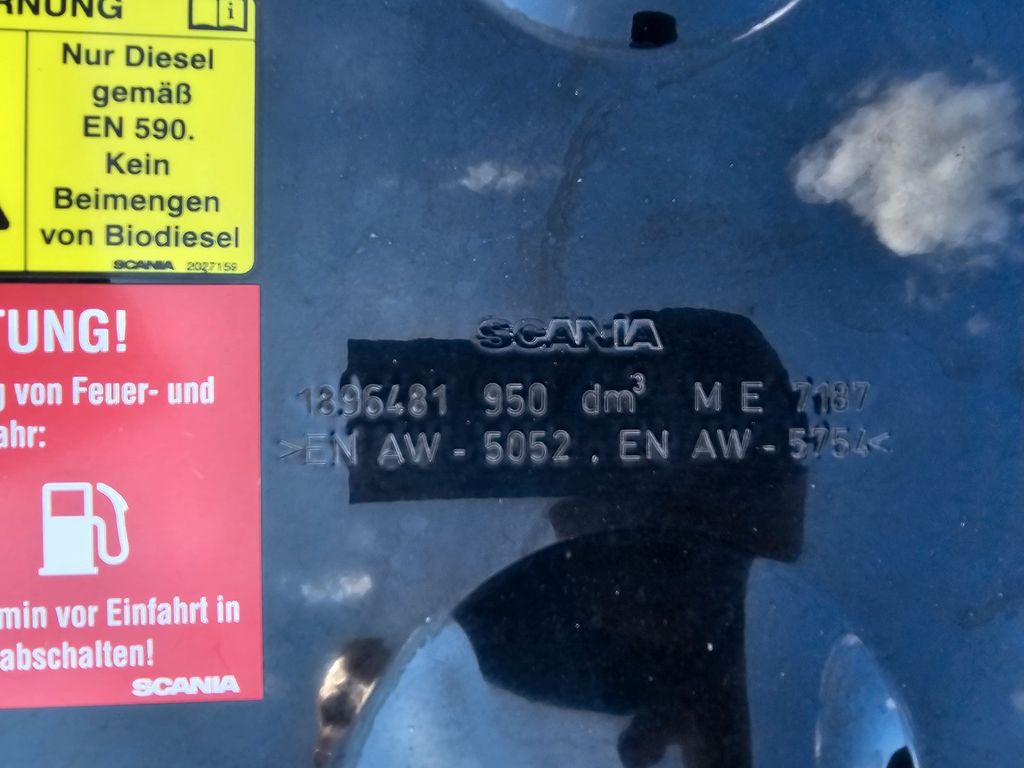 RNUNG
Nur Diesel
gemäß
EN 590.
Kein
Beimengen
von Biodiesel
SCANIA 2027159
TUNG!
g von Feuer- und
ahr:
min vor Einfahrt in
abschalten!
SCANIA
SCANIA
1896481 950 dm³ M E 7187
>EN AW - 5052 . EN AW - 5754<